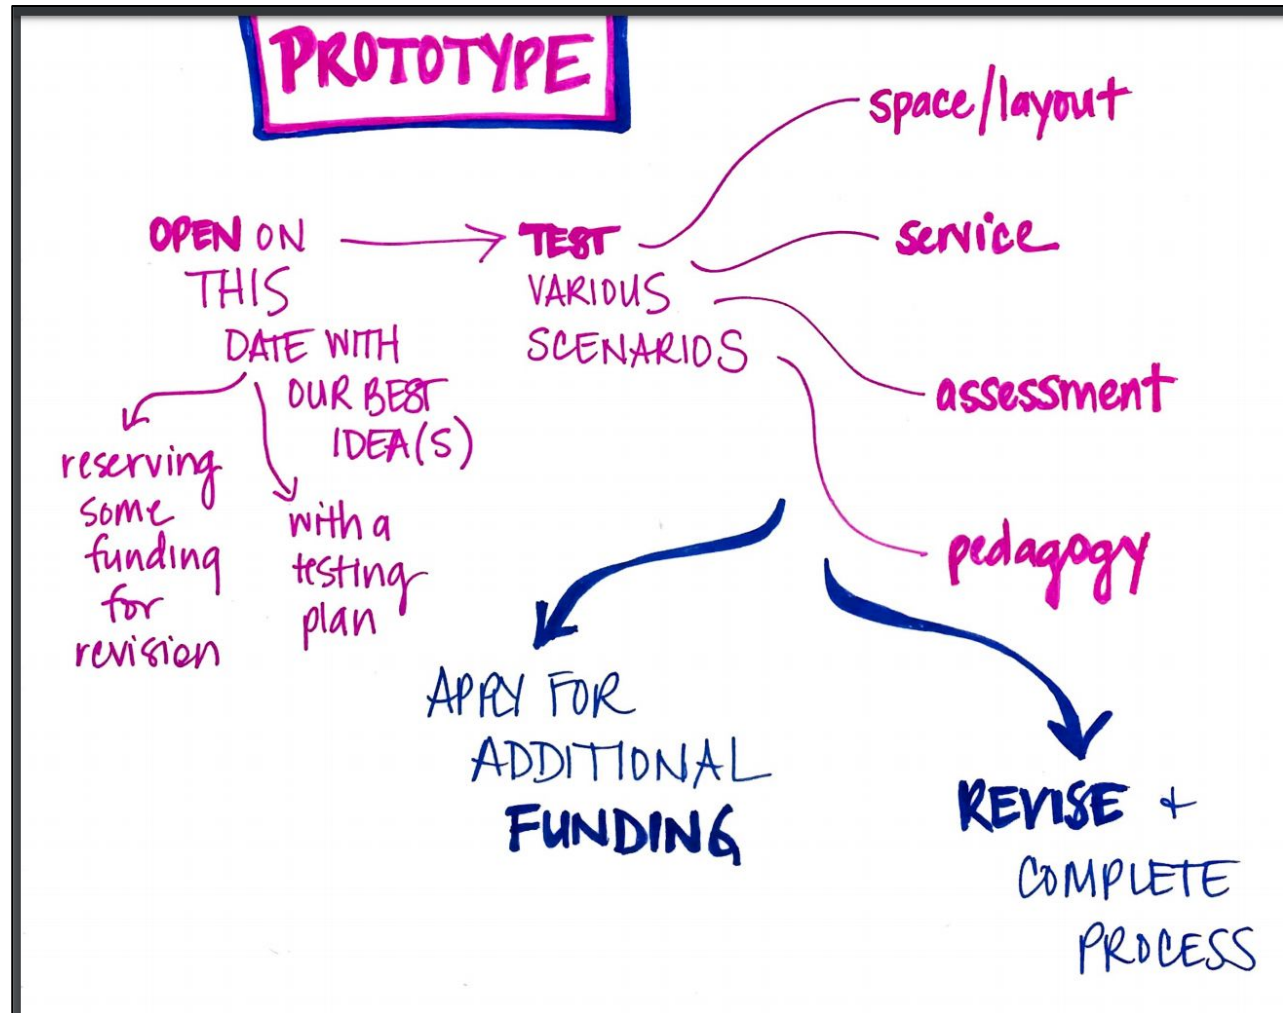 PROTOTYPE
OPEN ON
THIS
DATE WITH
OUR BEST
IDEA(S)
reserving
some
funding
for
revision
with a
testing
plan
TEST
VARIOUS
SCENARIOS
space/layout
service
assessment
pedagogy
APPLY FOR
ADDITIONAL
FUNDING
REVISE +
COMPLETE
PROCESS